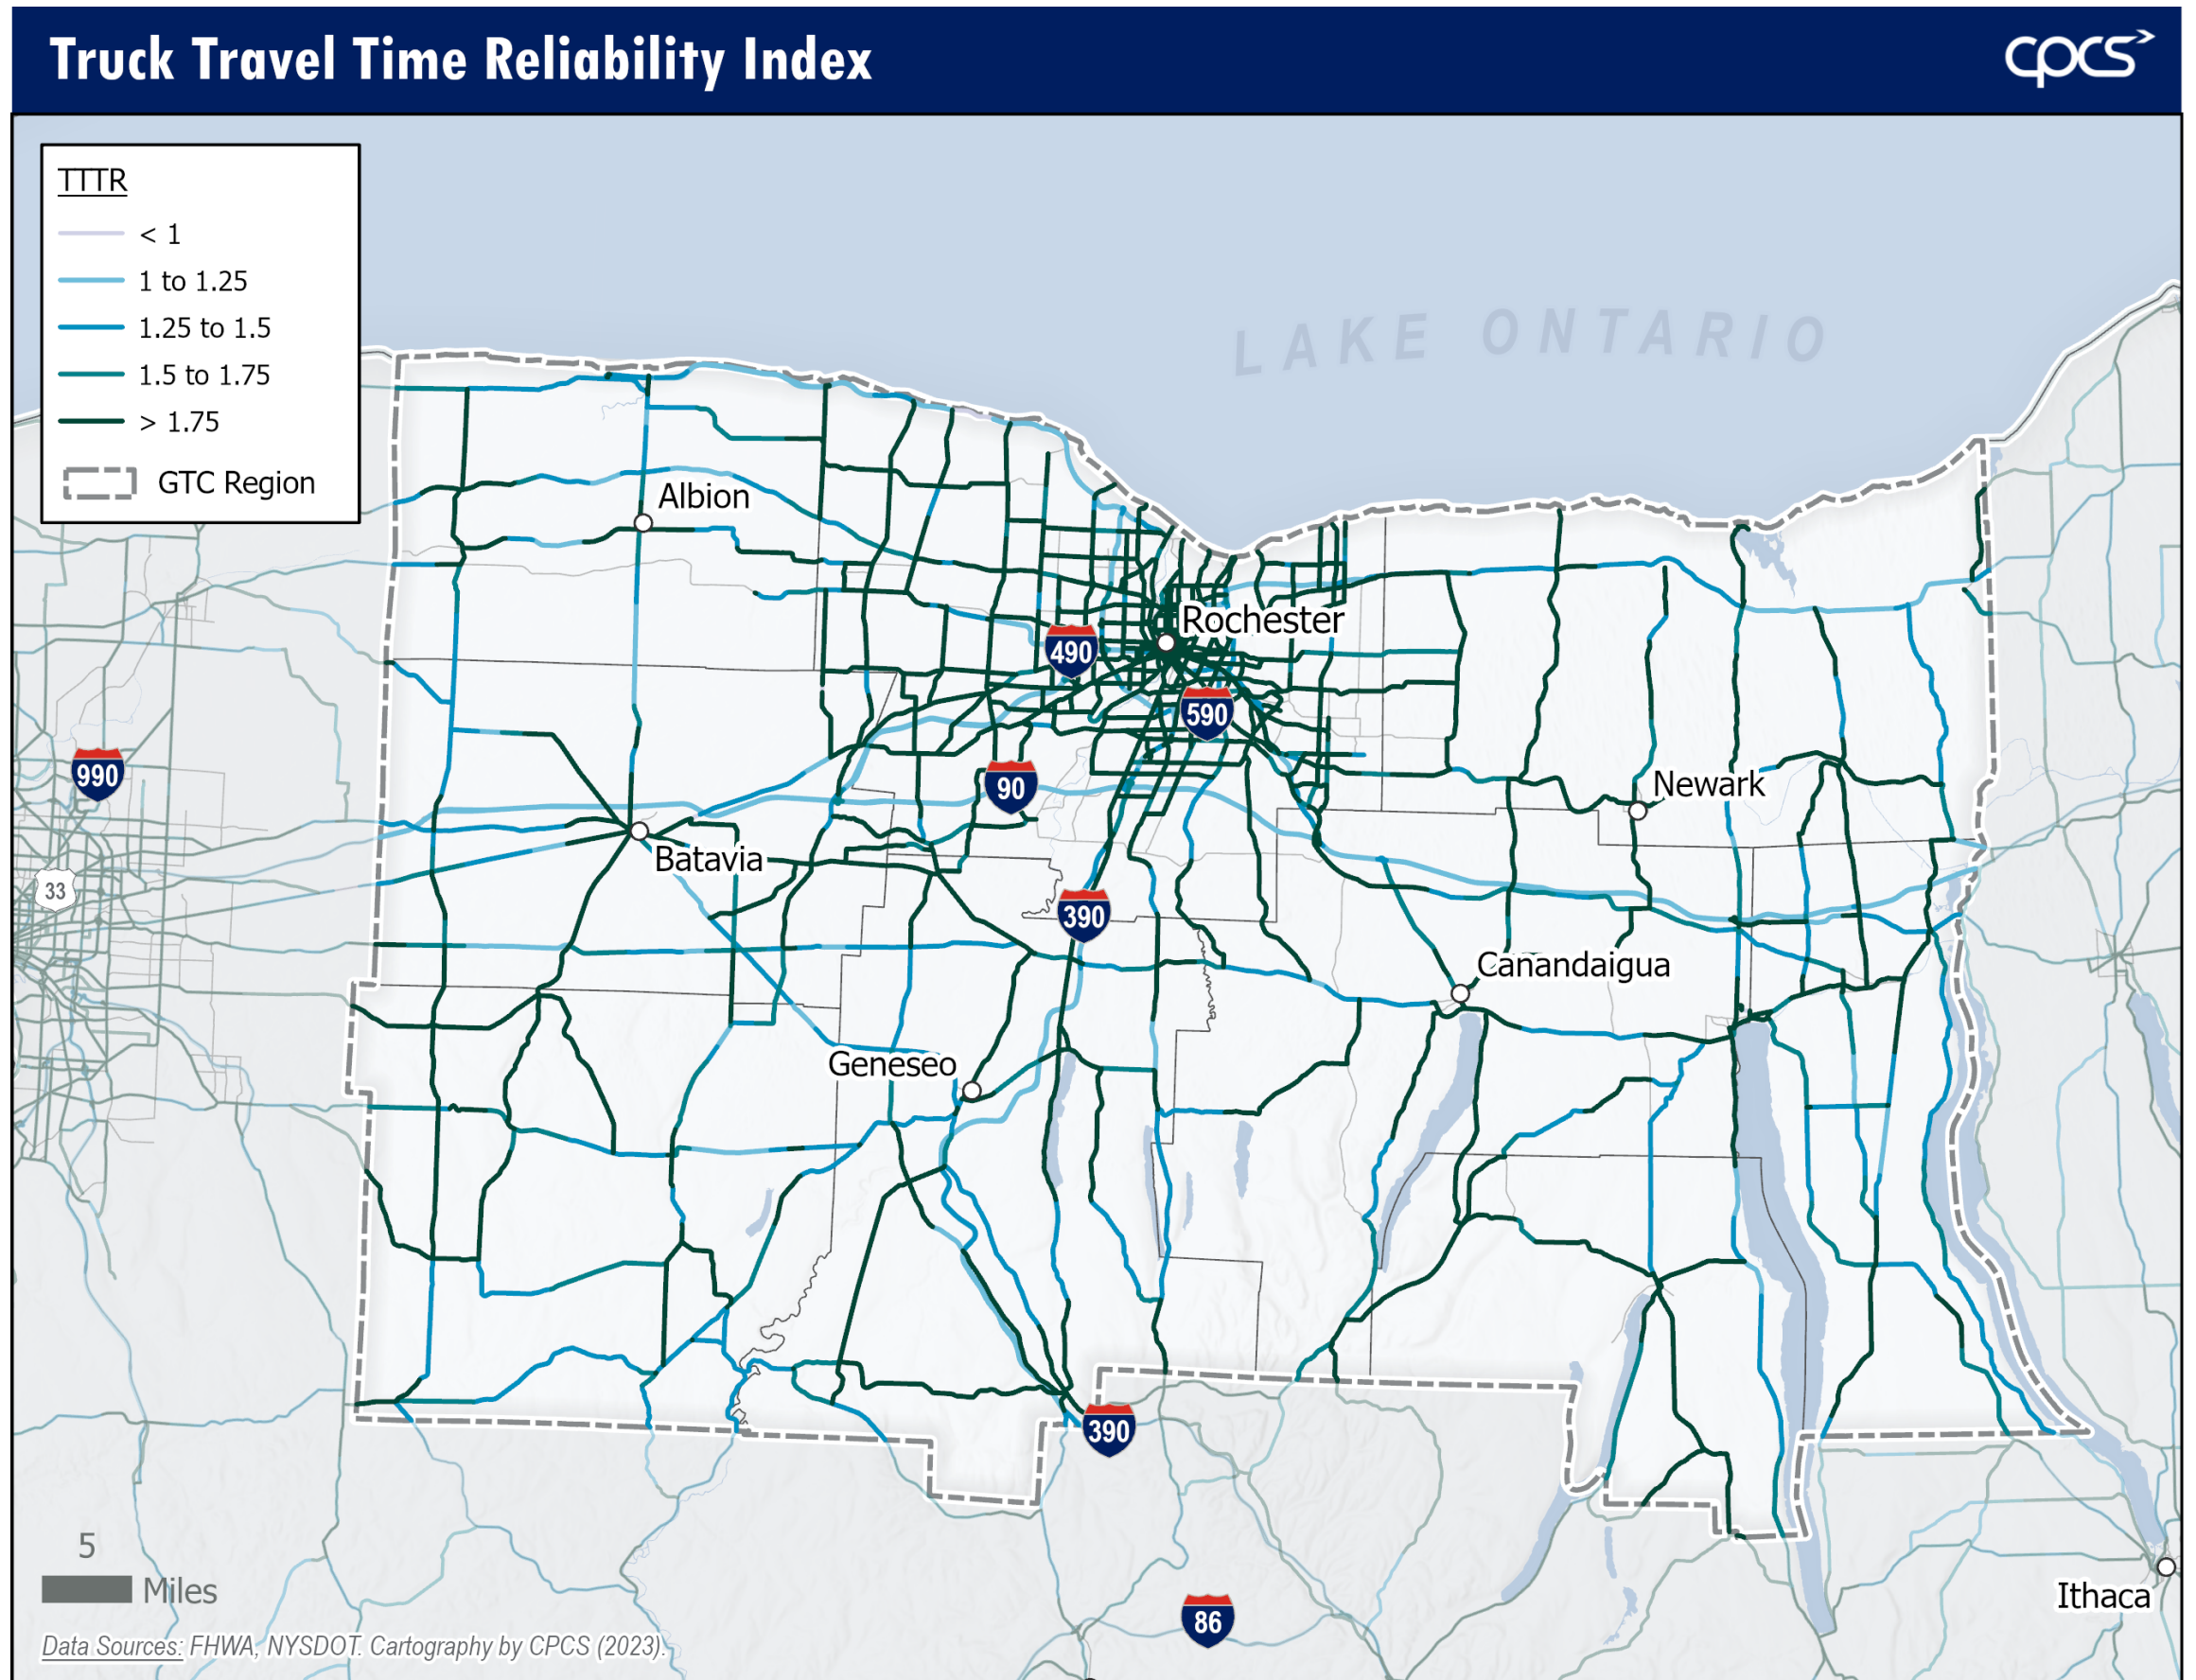 Truck Travel Time Reliability Index
cpcs
TTTR
< 1
1 to 1.25
1.25 to 1.5
1.5 to 1.75
> 1.75
GTC Region
LAKE ONTARIO
Albion
Rochester
490
590
990
90
Newark
Batavia
33
390
Canandaigua
Geneseo
390
5
Miles
86
Ithaca
Data Sources: FHWA, NYSDOT. Cartography by CPCS (2023).